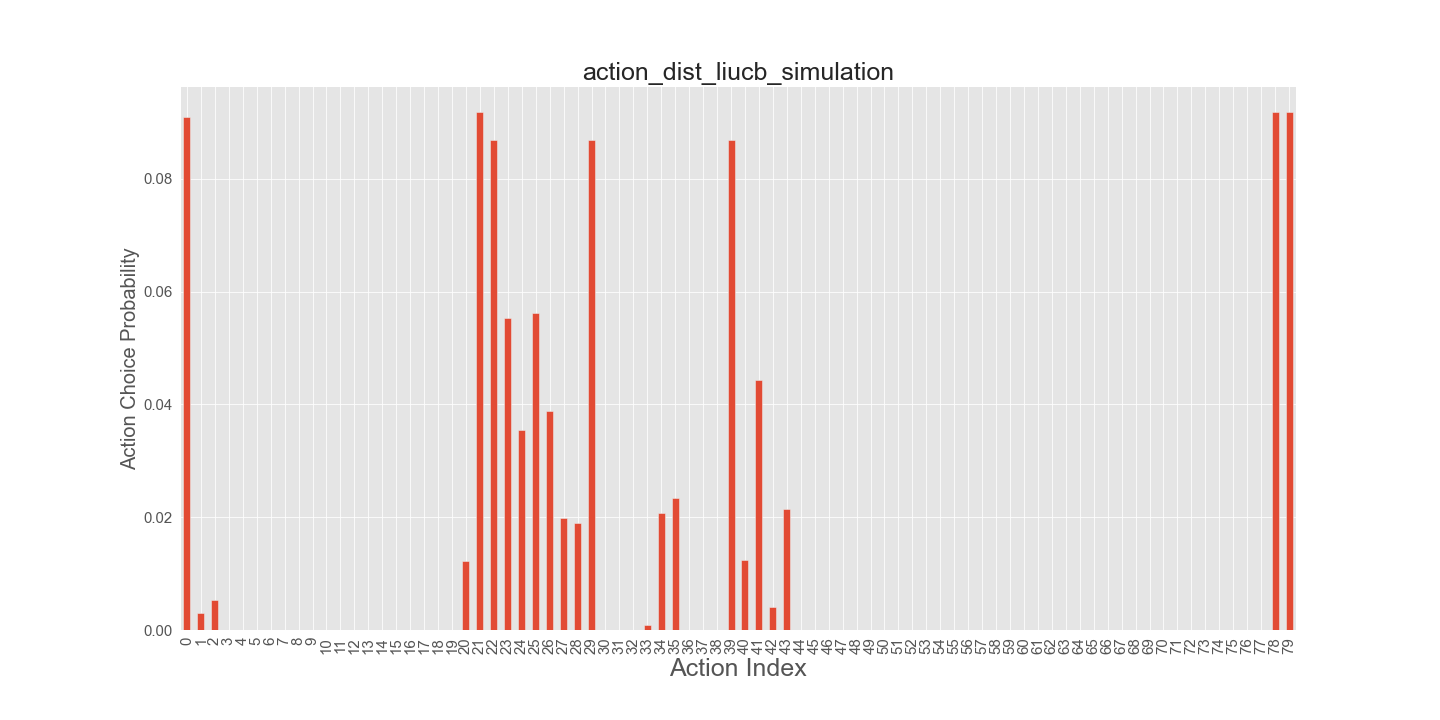 action_dist_liucb_simulation
Action Choice Probability
0.08
0.06
0.04
0.02
0.00
0 1 2 3 4 5 6 7 8 9 10 11 12 13 14 15 16 17 18 19 20 21 22 23 24 25 26 27 28 29 30 31 32 33 34 35 36 37 38 39 40 41 42 43 44 45 46 47 48 49 50 51 52 53 54 55 56 57 58 59 60 61 62 63 64 65 66 67 68 69 70 71 72 73 74 75 76 77 78 79
Action Index